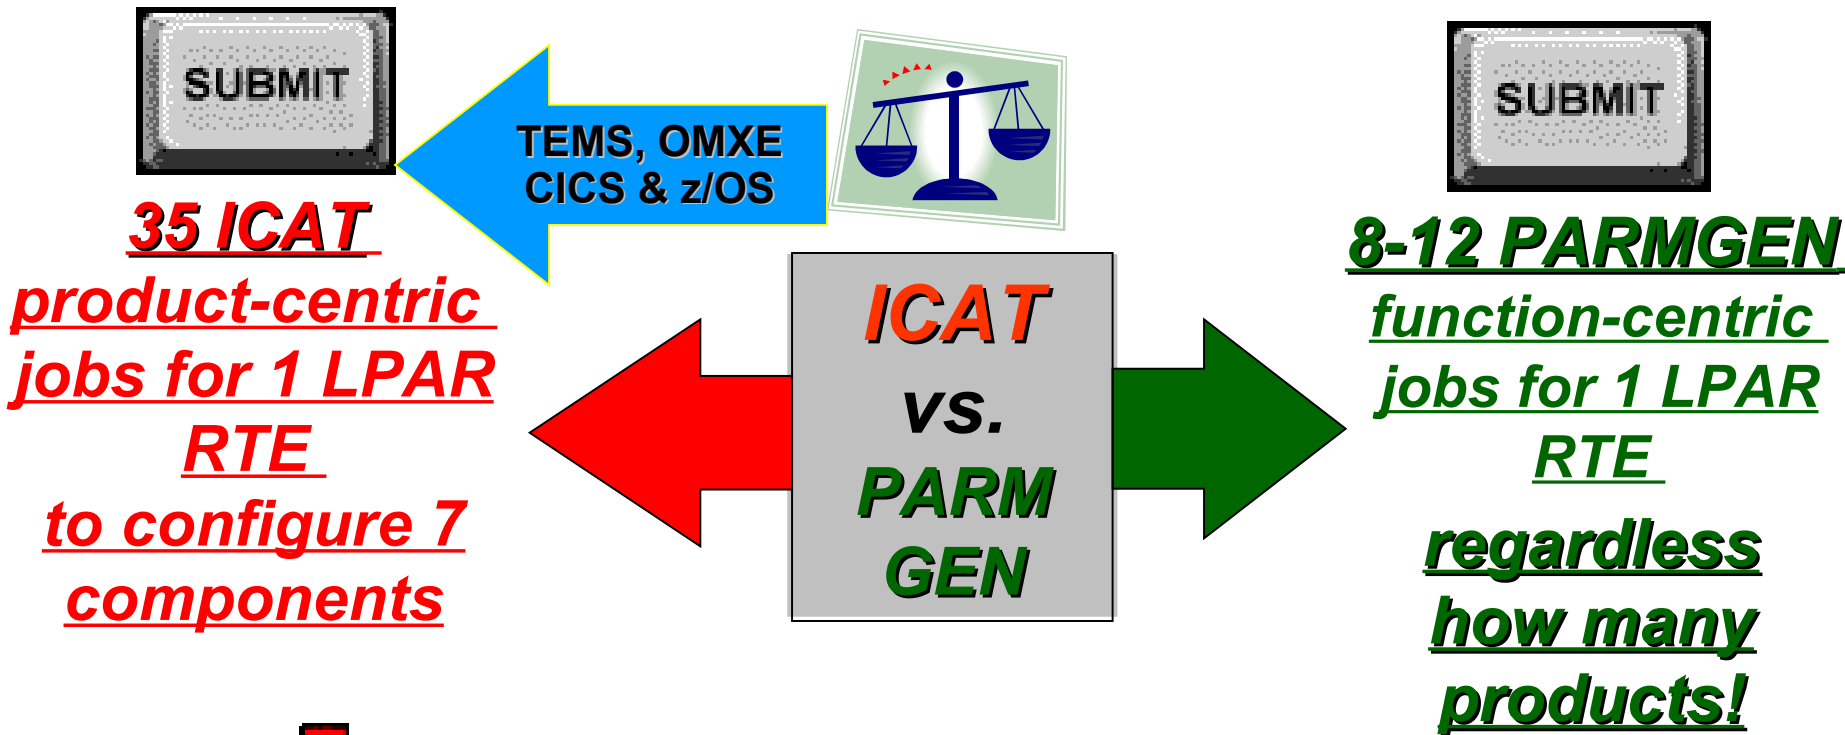 SUBMIT
35 ICAT
product-centric
jobs for 1 LPAR
RTE
to configure 7
components
TEMS, OMXE
CICS & z/OS
ICAT
vs.
PARM
GEN
SUBMIT
8-12 PARMGEN
function-centric
jobs for 1 LPAR
RTE
regardless
how many
products!